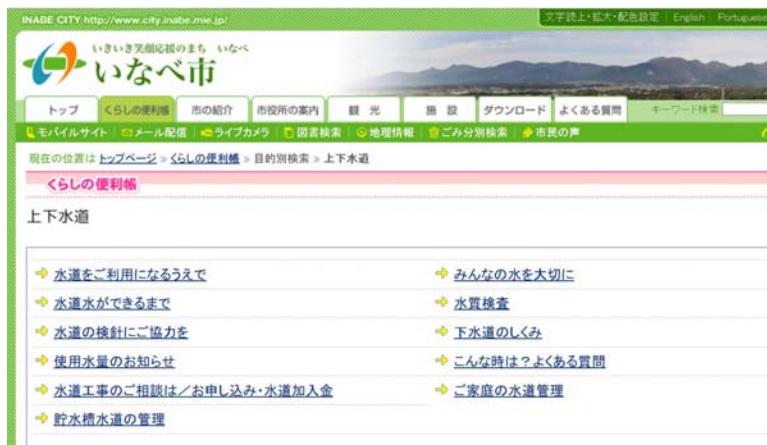 INABE CITY http://www.city.inabe.mie.jp/ 文字読上・拡大・配色設定 English Portuguese
いきいき笑顔応援のまち いなべ
いなべ市
トップ くらしの便利帳 市の紹介 市役所の案内 観光 施設 ダウンロード よくある質問 キーワード検索
モバイルサイト メール配信 ライブカメラ 図書検索 地理情報 ごみ分別検索 市民の声
現在の位置は トップページ » くらしの便利帳 » 目的別検索 » 上下水道
くらしの便利帳
上下水道
水道をご利用になるうえで みんなの水を大切に
水道水ができるまで 水質検査
水道の検針にご協力を 下水道のしくみ
使用水量のお知らせ こんな時は？よくある質問
水道工事のご相談は／お申し込み・水道加入金 ご家庭の水道管理
貯水槽水道の管理